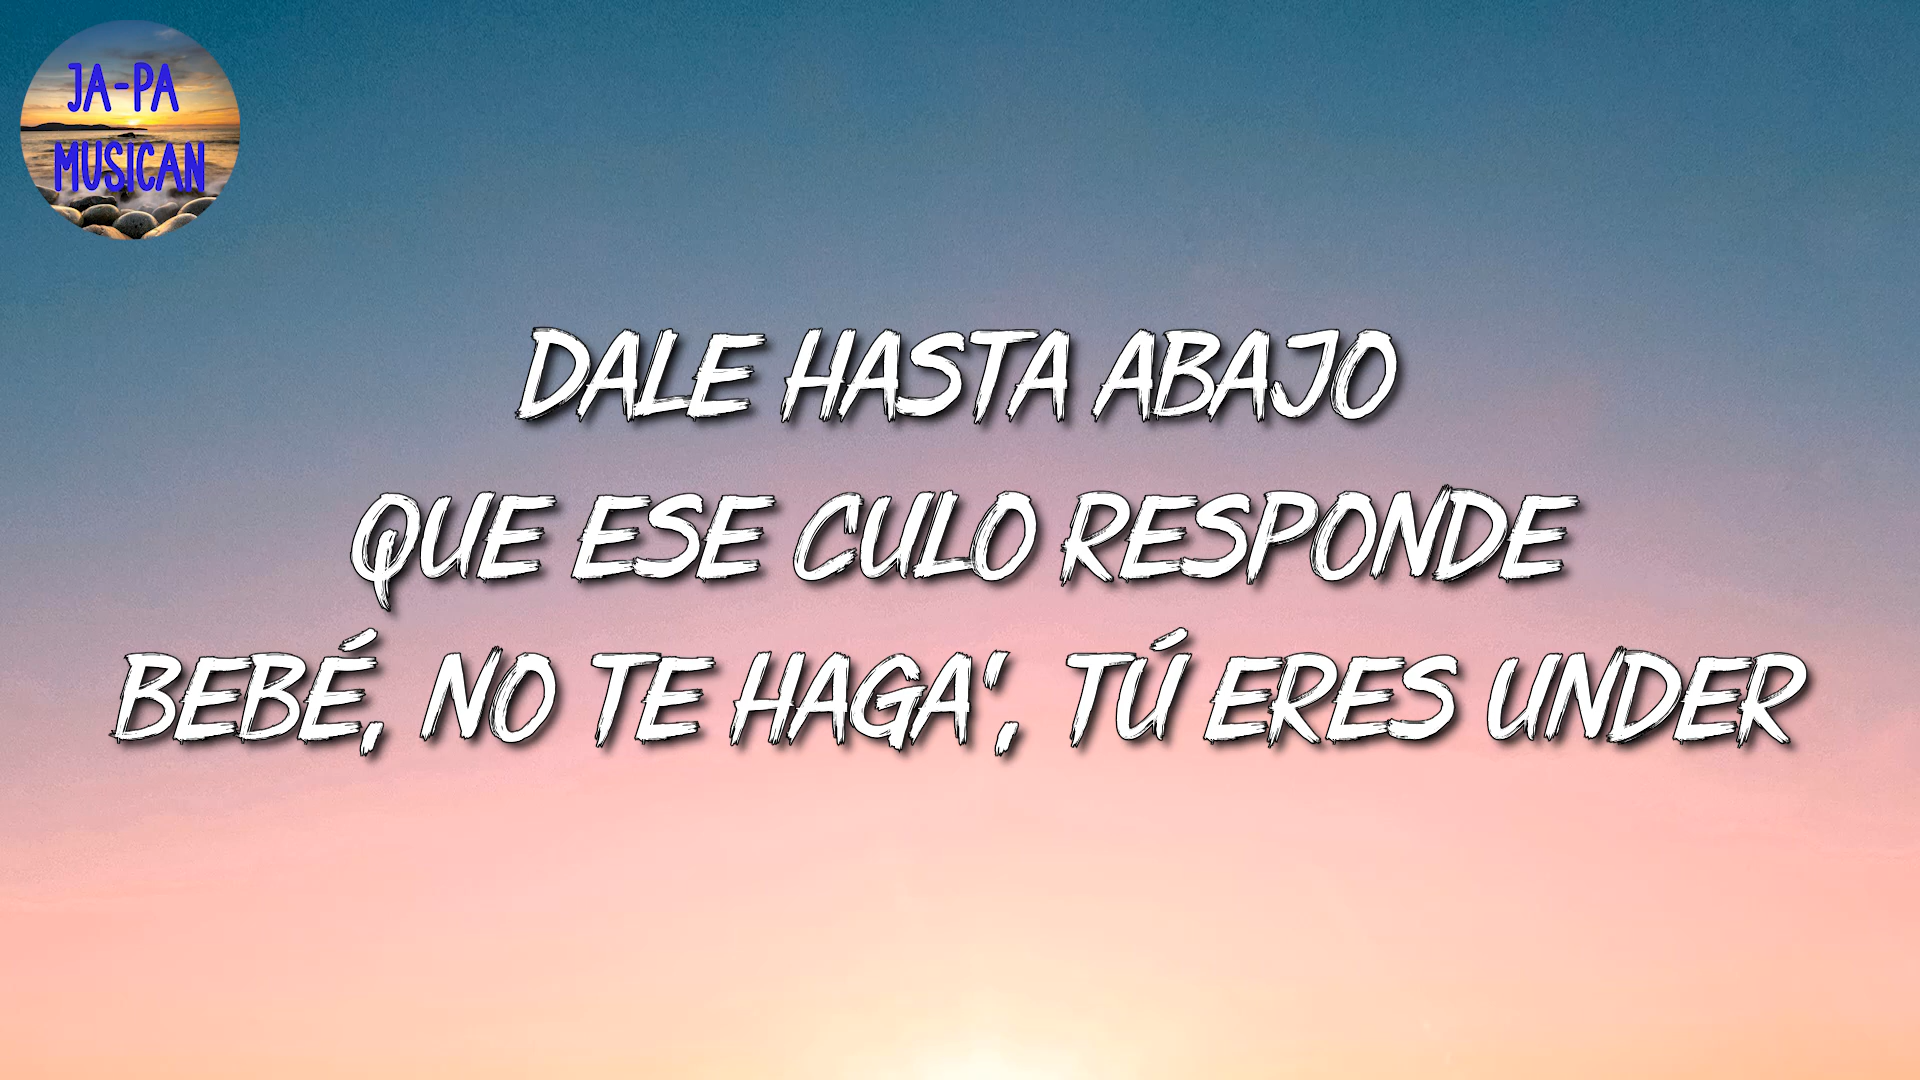 JA-PA
MUSICAN
DALE HASTA ABAJO
QUE ESE CULO RESPONDE
BEBÉ, NO TE HAGA', TÚ ERES UNDER